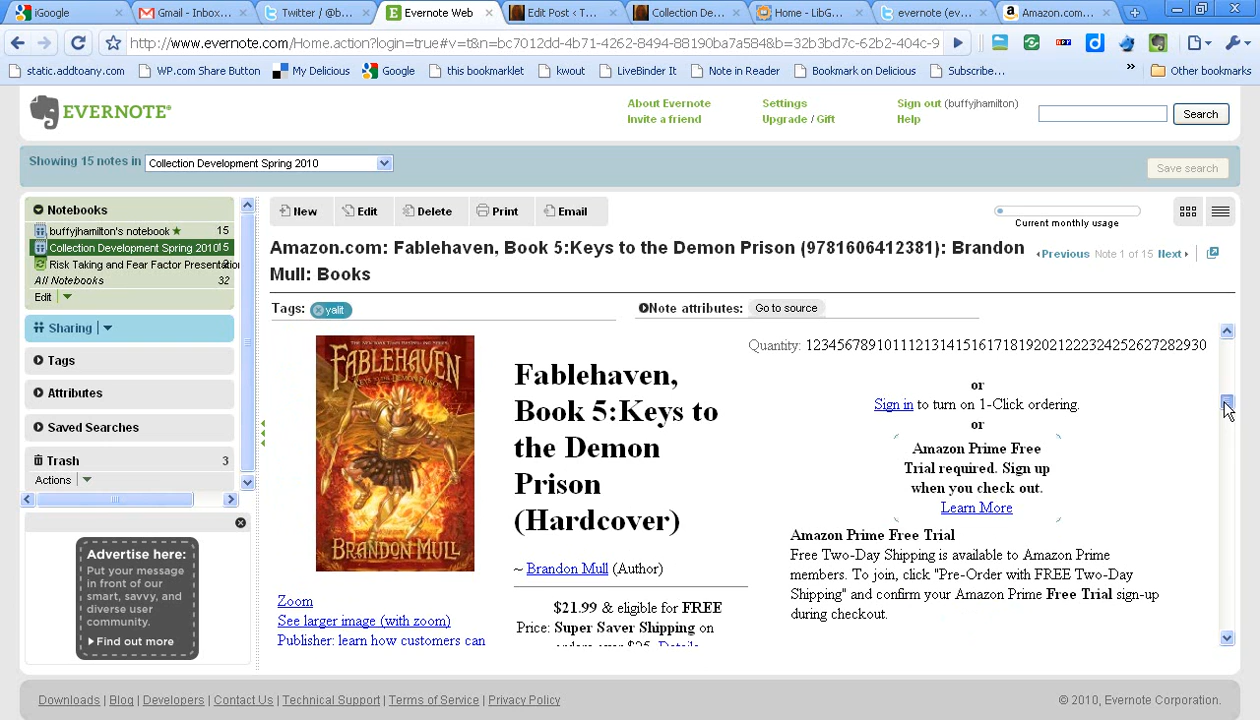 iGoogle
Gmail - Inbox...
Twitter / @b...
Evernote Web
Edit Post ‹ T...
Collection De...
Home - LibG...
evernote (ev...
Amazon.com...
http://www.evernote.com/Home.action?login=true#v=t&n=bc7012dd-4b71-4262-8494-88190ba7a584&b=32b3bd7c-62b2-404c-9
static.addtoany.com
WP.com Share Button
My Delicious
Google
this bookmarklet
kwout
LiveBinder It
Note in Reader
Bookmark on Delicious
Subscribe...
»
Other bookmarks
EVERNOTE®
About Evernote
Invite a friend
Settings
Upgrade / Gift
Sign out (buffyjhamilton)
Help
Search
Showing 15 notes in
Collection Development Spring 2010
Save search
Notebooks
buffyjhamilton's notebook 15
Collection Development Spring 2010 15
Risk Taking and Fear Factor Presentation
All Notebooks 32
Edit
Sharing
Tags
Attributes
Saved Searches
Trash 3
Actions
Advertise here:
Put your message
in front of our
smart, savvy, and
diverse user
community.
Find out more
New
Edit
Delete
Print
Email
Current monthly usage
Amazon.com: Fablehaven, Book 5:Keys to the Demon Prison (9781606412381): Brandon
Mull: Books
Previous Note 1 of 15 Next
Tags: yalit
Note attributes: Go to source
FABLEHAVEN
KEYS TO THE DEMON PRISON
BRANDON MULL
Zoom
See larger image (with zoom)
Publisher: learn how customers can
Fablehaven,
Book 5:Keys to
the Demon
Prison
(Hardcover)
~ Brandon Mull (Author)
$21.99 & eligible for FREE
Price: Super Saver Shipping on
orders over $25. Details
Quantity: 123456789101112131415161718192021222324252627282930
or
Sign in to turn on 1-Click ordering.
or
Amazon Prime Free
Trial required. Sign up
when you check out.
Learn More
Amazon Prime Free Trial
Free Two-Day Shipping is available to Amazon Prime
members. To join, click "Pre-Order with FREE Two-Day
Shipping" and confirm your Amazon Prime Free Trial sign-up
during checkout.
Downloads | Blog | Developers | Contact Us | Technical Support | Terms of Service | Privacy Policy
© 2010, Evernote Corporation.